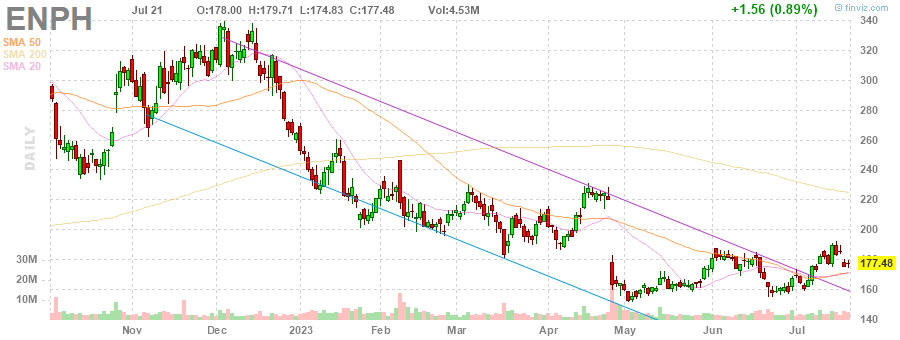 ENPH Jul 21 O:178.00 H:179.71 L:174.83 C:177.48 Vol:4.53M +1.56 (0.89%) © finviz.com
SMA 50
SMA 200
SMA 20
DAILY
340
320
300
280
260
240
220
200
180
177.48
160
140
30M
20M
10M
Nov Dec 2023 Feb Mar Apr May Jun Jul